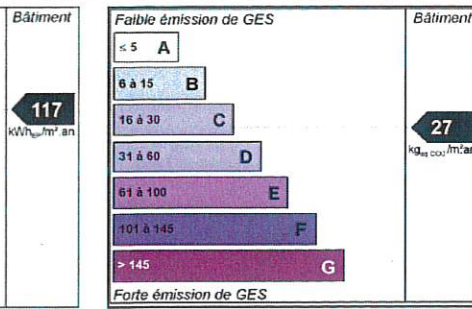 Bâtiment
117
kWhEP/m².an
Faible émission de GES
≤ 5 A
6 à 15 B
16 à 30 C
31 à 60 D
61 à 100 E
101 à 145 F
> 145 G
Forte émission de GES
Bâtiment
27
kgeq CO2/m².an